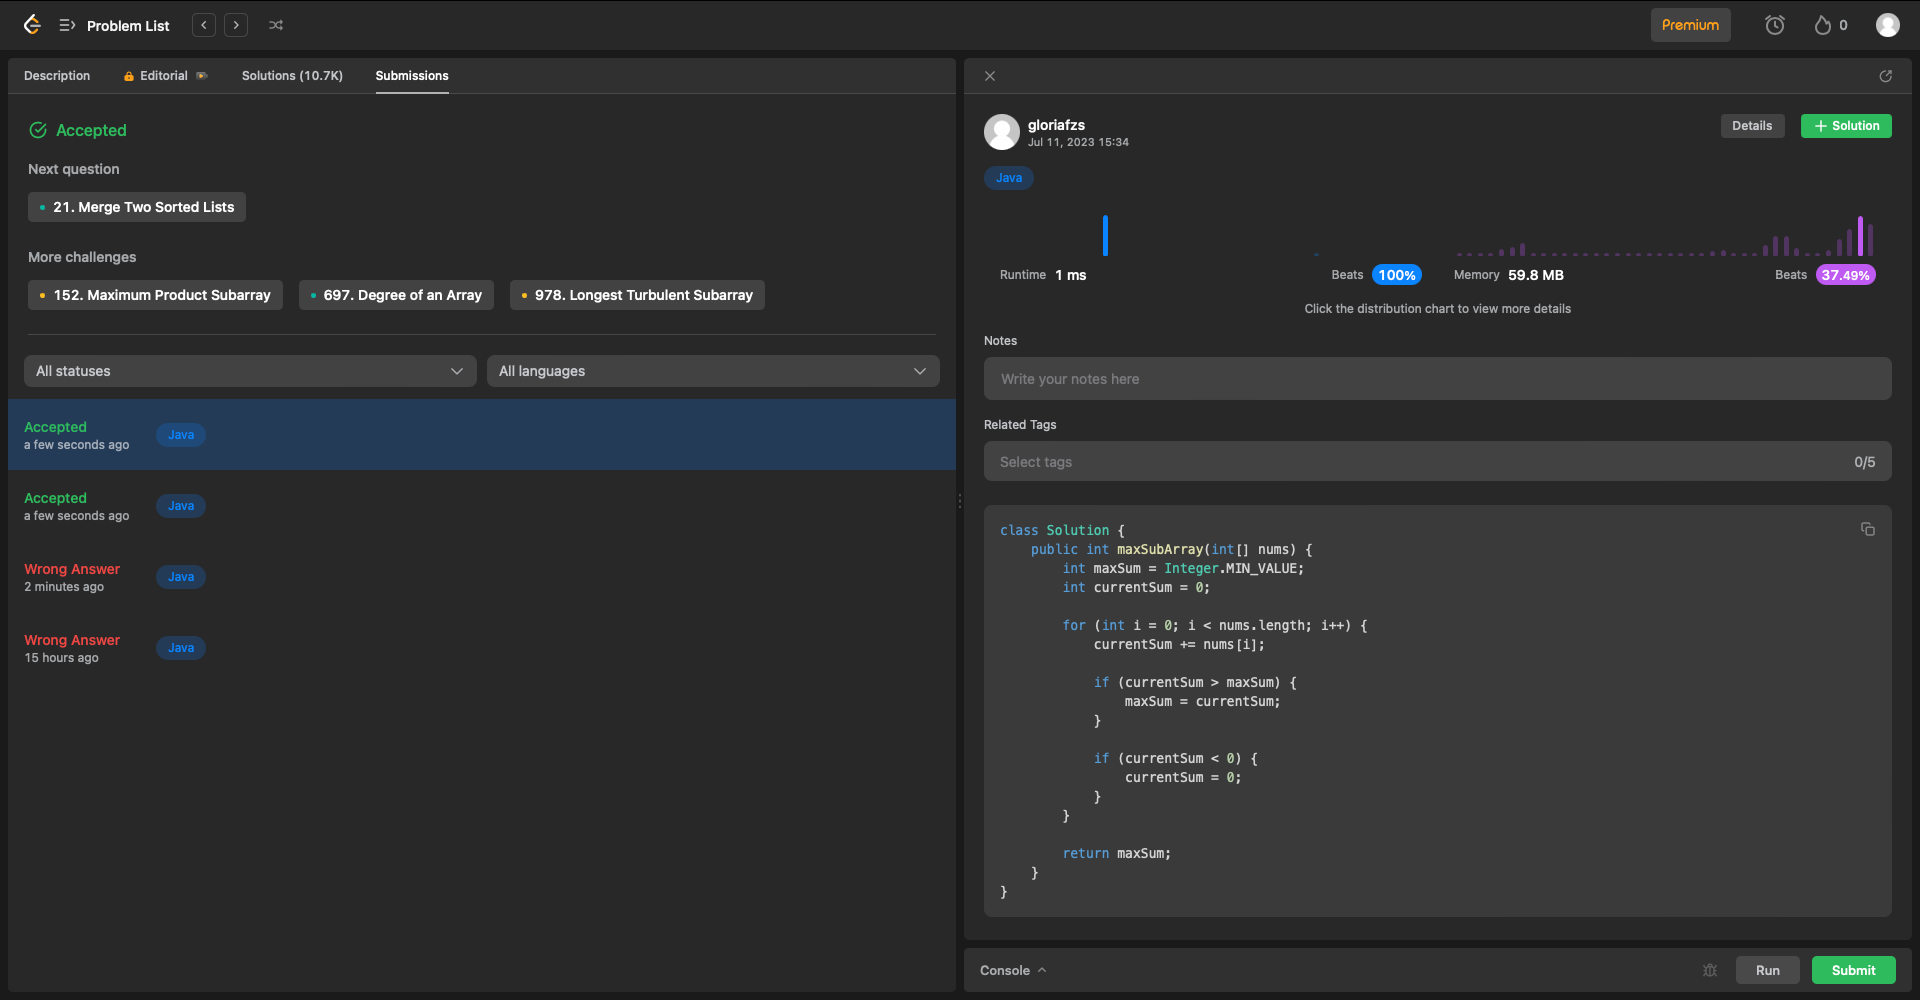 Problem List
Premium
0
Description
Editorial
Solutions (10.7K)
Submissions
Accepted
Next question
21. Merge Two Sorted Lists
More challenges
152. Maximum Product Subarray
697. Degree of an Array
978. Longest Turbulent Subarray
All statuses
All languages
Accepted
a few seconds ago
Java
Accepted
a few seconds ago
Java
Wrong Answer
2 minutes ago
Java
Wrong Answer
15 hours ago
Java
gloriafzs
Jul 11, 2023 15:34
Details
+ Solution
Java
Runtime 1 ms
Beats 100%
Memory 59.8 MB
Beats 37.49%
Click the distribution chart to view more details
Notes
Write your notes here
Related Tags
Select tags
0/5
class Solution {
    public int maxSubArray(int[] nums) {
        int maxSum = Integer.MIN_VALUE;
        int currentSum = 0;
        for (int i = 0; i < nums.length; i++) {
            currentSum += nums[i];
            if (currentSum > maxSum) {
                maxSum = currentSum;
            }
            if (currentSum < 0) {
                currentSum = 0;
            }
        }
        return maxSum;
    }
}
Console
Run
Submit